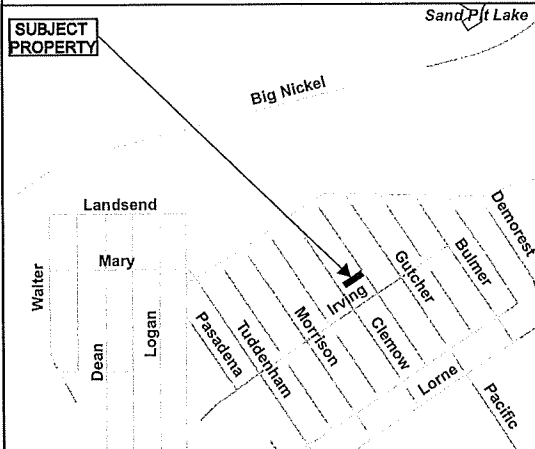 Sand Pit Lake
SUBJECT
PROPERTY
Big Nickel
Landsend
Demorest
Mary
Gutcher
Bulmer
Walter
Irving
Logan
Morrison
Clemow
Pasadena
Tuddenham
Dean
Lorne
Pacific